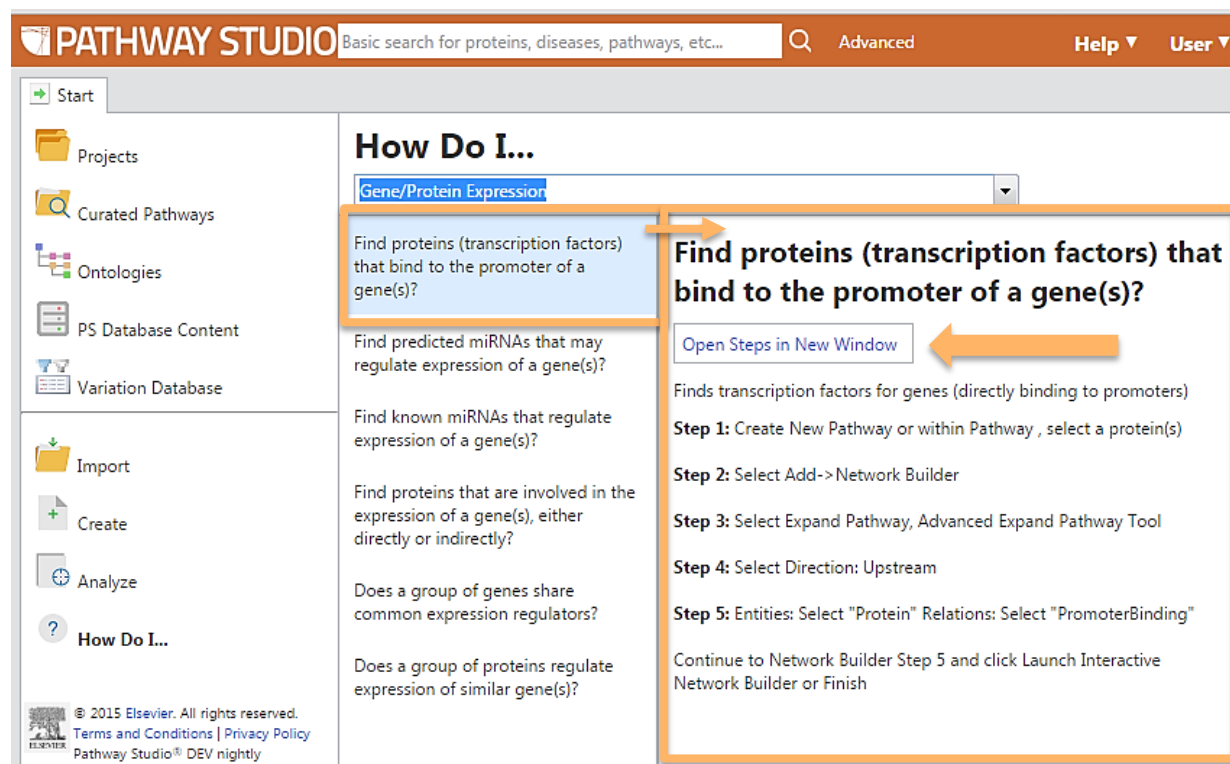 PATHWAY STUDIO Basic search for proteins, diseases, pathways, etc... Advanced Help ▼ User ▼
Start
Projects
Curated Pathways
Ontologies
PS Database Content
Variation Database
Import
Create
Analyze
? How Do I...
ELSEVIER
© 2015 Elsevier. All rights reserved.
Terms and Conditions | Privacy Policy
Pathway Studio® DEV nightly
How Do I...
Gene/Protein Expression
Find proteins (transcription factors)
that bind to the promoter of a
gene(s)?
Find predicted miRNAs that may
regulate expression of a gene(s)?
Find known miRNAs that regulate
expression of a gene(s)?
Find proteins that are involved in the
expression of a gene(s), either
directly or indirectly?
Does a group of genes share
common expression regulators?
Does a group of proteins regulate
expression of similar gene(s)?
Find proteins (transcription factors) that
bind to the promoter of a gene(s)?
Open Steps in New Window
Finds transcription factors for genes (directly binding to promoters)
Step 1: Create New Pathway or within Pathway , select a protein(s)
Step 2: Select Add->Network Builder
Step 3: Select Expand Pathway, Advanced Expand Pathway Tool
Step 4: Select Direction: Upstream
Step 5: Entities: Select "Protein" Relations: Select "PromoterBinding"
Continue to Network Builder Step 5 and click Launch Interactive
Network Builder or Finish